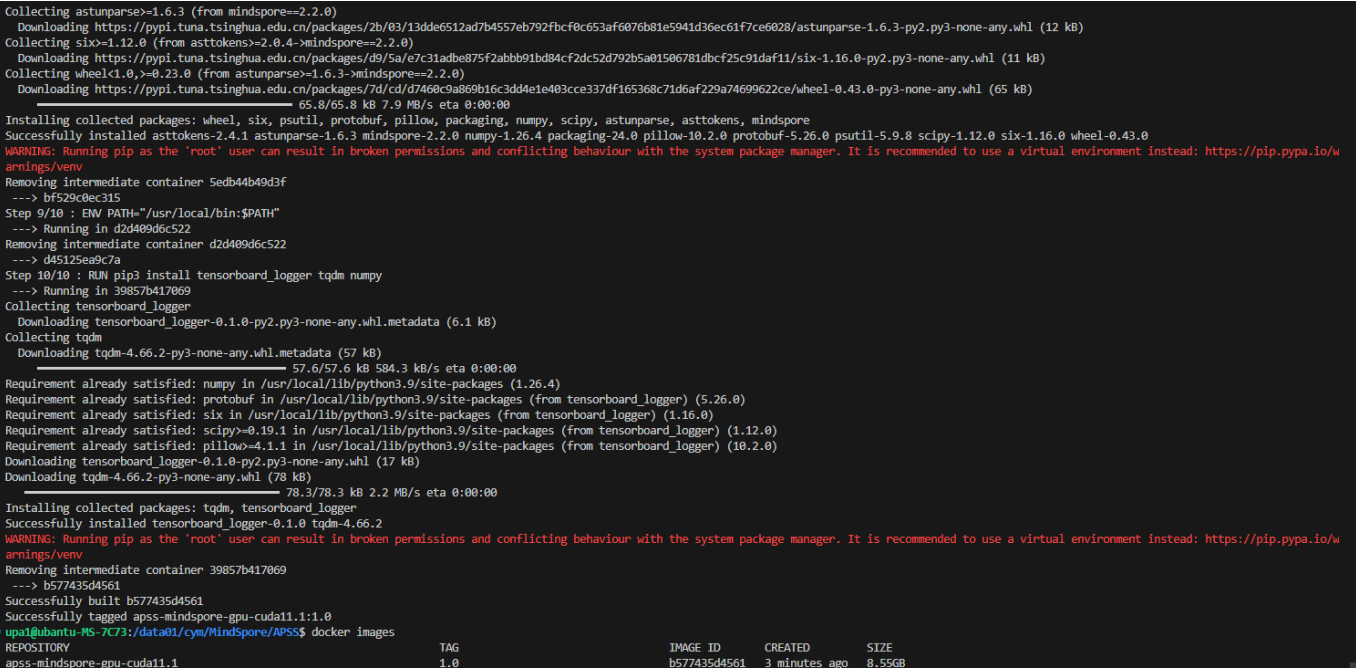 Collecting astunparse>=1.6.3 (from mindspore==2.2.0)
  Downloading https://pypi.tuna.tsinghua.edu.cn/packages/2b/03/13dde6512ad7b4557eb792fbcf0c653af6076b81e5941d36ec61f7ce6028/astunparse-1.6.3-py2.py3-none-any.whl (12 kB)
Collecting six>=1.12.0 (from asttokens>=2.0.4->mindspore==2.2.0)
  Downloading https://pypi.tuna.tsinghua.edu.cn/packages/d9/5a/e7c31adbe875f2abbb91bd84cf2dc52d792b5a01506781dbcf25c91daf11/six-1.16.0-py2.py3-none-any.whl (11 kB)
Collecting wheel<1.0,>=0.23.0 (from astunparse>=1.6.3->mindspore==2.2.0)
  Downloading https://pypi.tuna.tsinghua.edu.cn/packages/7d/cd/d7460c9a869b16c3dd4e1e403cce337df165368c71d6af229a74699622ce/wheel-0.43.0-py3-none-any.whl (65 kB)
65.8/65.8 kB 7.9 MB/s eta 0:00:00
Installing collected packages: wheel, six, psutil, protobuf, pillow, packaging, numpy, scipy, astunparse, asttokens, mindspore
Successfully installed asttokens-2.4.1 astunparse-1.6.3 mindspore-2.2.0 numpy-1.26.4 packaging-24.0 pillow-10.2.0 protobuf-5.26.0 psutil-5.9.8 scipy-1.12.0 six-1.16.0 wheel-0.43.0
WARNING: Running pip as the 'root' user can result in broken permissions and conflicting behaviour with the system package manager. It is recommended to use a virtual environment instead: https://pip.pypa.io/w
arnings/venv
Removing intermediate container 5edb44b49d3f
 ---> bf529c0ec315
Step 9/10 : ENV PATH="/usr/local/bin:$PATH"
 ---> Running in d2d409d6c522
Removing intermediate container d2d409d6c522
 ---> d45125ea9c7a
Step 10/10 : RUN pip3 install tensorboard_logger tqdm numpy
 ---> Running in 39857b417069
Collecting tensorboard_logger
  Downloading tensorboard_logger-0.1.0-py2.py3-none-any.whl.metadata (6.1 kB)
Collecting tqdm
  Downloading tqdm-4.66.2-py3-none-any.whl.metadata (57 kB)
57.6/57.6 kB 584.3 kB/s eta 0:00:00
Requirement already satisfied: numpy in /usr/local/lib/python3.9/site-packages (1.26.4)
Requirement already satisfied: protobuf in /usr/local/lib/python3.9/site-packages (from tensorboard_logger) (5.26.0)
Requirement already satisfied: six in /usr/local/lib/python3.9/site-packages (from tensorboard_logger) (1.16.0)
Requirement already satisfied: scipy>=0.19.1 in /usr/local/lib/python3.9/site-packages (from tensorboard_logger) (1.12.0)
Requirement already satisfied: pillow>=4.1.1 in /usr/local/lib/python3.9/site-packages (from tensorboard_logger) (10.2.0)
Downloading tensorboard_logger-0.1.0-py2.py3-none-any.whl (17 kB)
Downloading tqdm-4.66.2-py3-none-any.whl (78 kB)
78.3/78.3 kB 2.2 MB/s eta 0:00:00
Installing collected packages: tqdm, tensorboard_logger
Successfully installed tensorboard_logger-0.1.0 tqdm-4.66.2
WARNING: Running pip as the 'root' user can result in broken permissions and conflicting behaviour with the system package manager. It is recommended to use a virtual environment instead: https://pip.pypa.io/w
arnings/venv
Removing intermediate container 39857b417069
 ---> b577435d4561
Successfully built b577435d4561
Successfully tagged apss-mindspore-gpu-cuda11.1:1.0
upa1@ubantu-MS-7C73:/data01/cym/MindSpore/APSS$ docker images
REPOSITORY TAG IMAGE ID CREATED SIZE
apss-mindspore-gpu-cuda11.1 1.0 b577435d4561 3 minutes ago 8.55GB